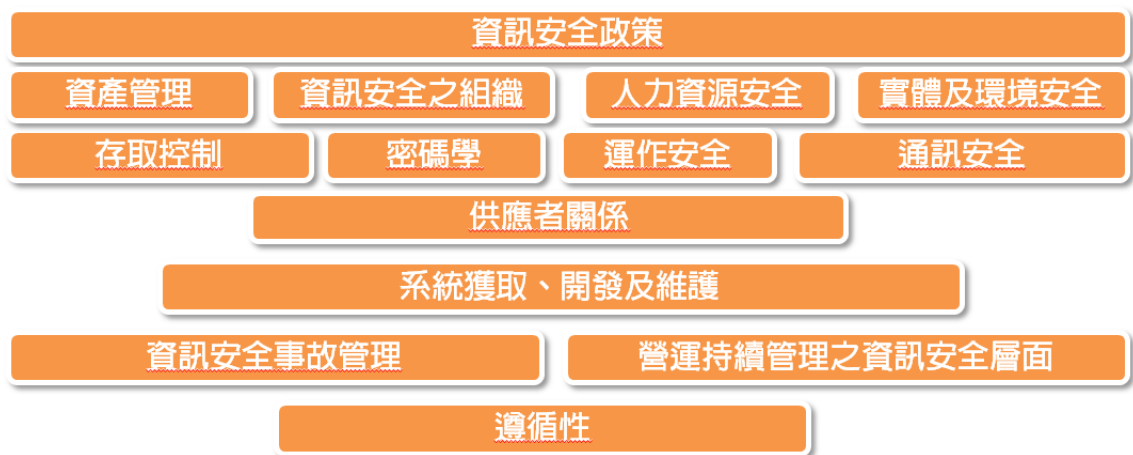 資訊安全政策
資產管理 資訊安全之組織 人力資源安全 實體及環境安全
存取控制 密碼學 運作安全 通訊安全
供應者關係
系統獲取、開發及維護
資訊安全事故管理 營運持續管理之資訊安全層面
遵循性